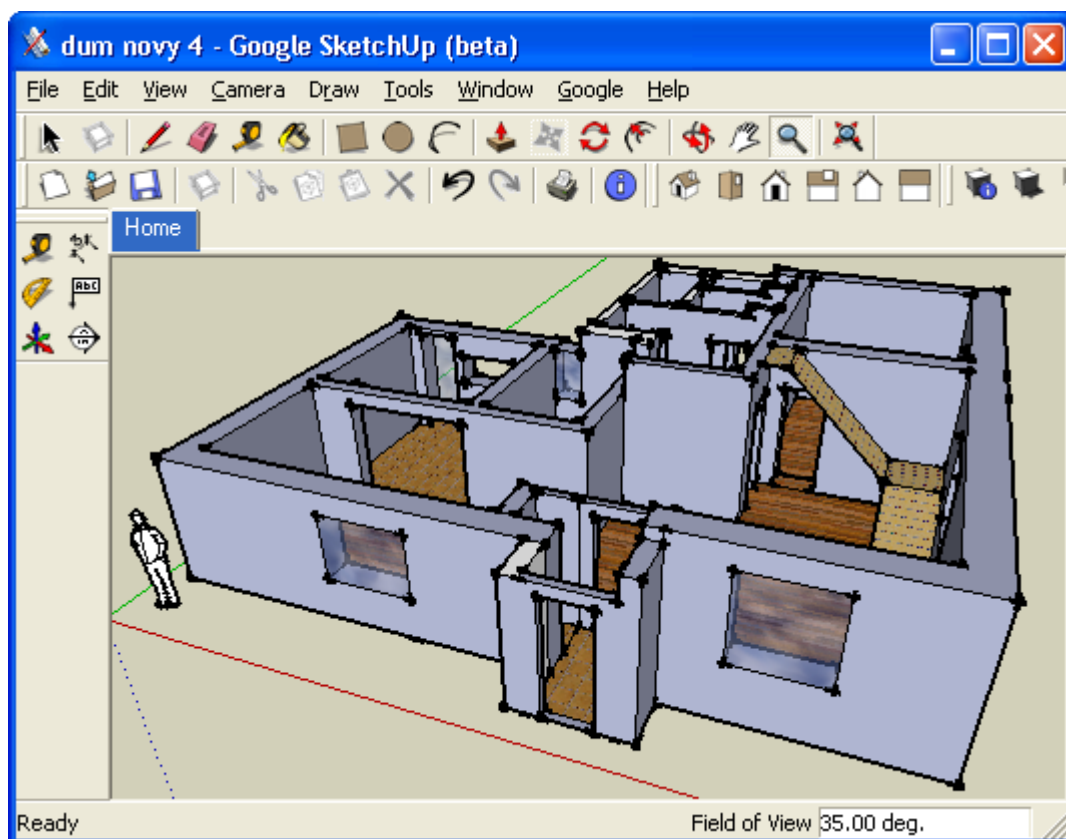 dum novy 4 - Google SketchUp (beta)
File Edit View Camera Draw Tools Window Google Help
Abc
Home
Ready
Field of View 35.00 deg.